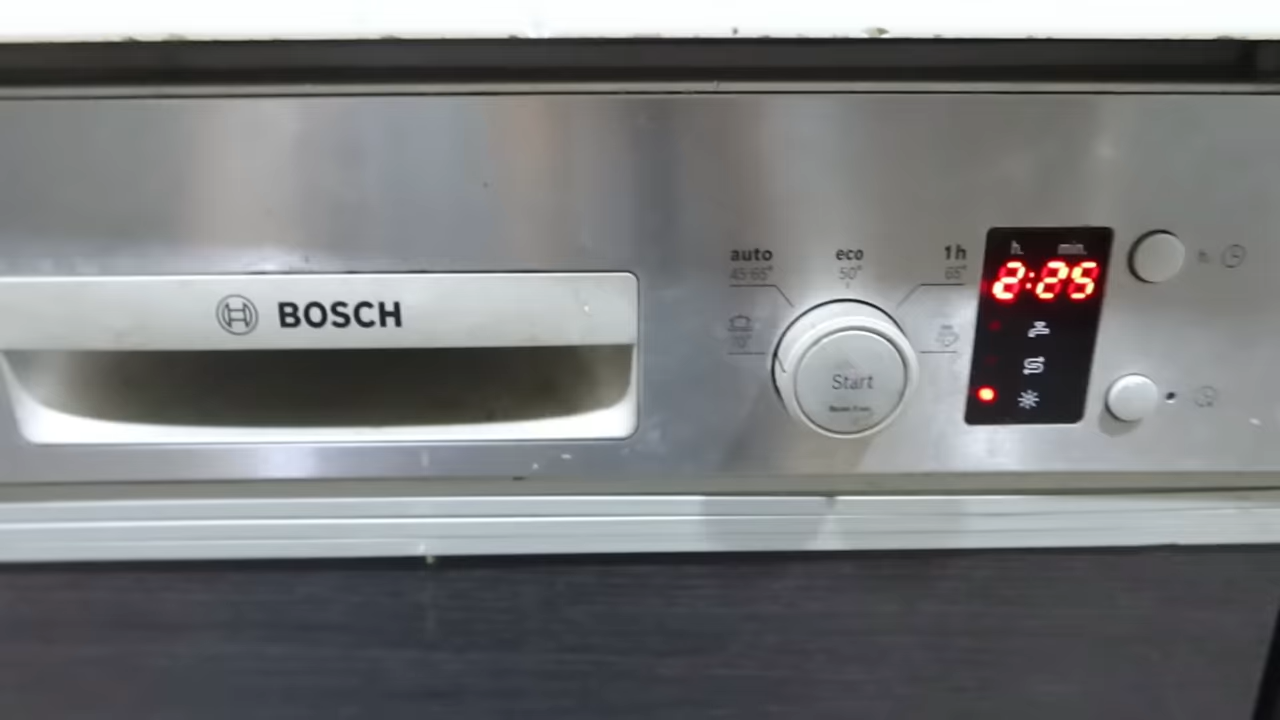 BOSCH
auto
45·65°
eco
50°
1h
65°
70°
h. min.
2:25
Start
h.